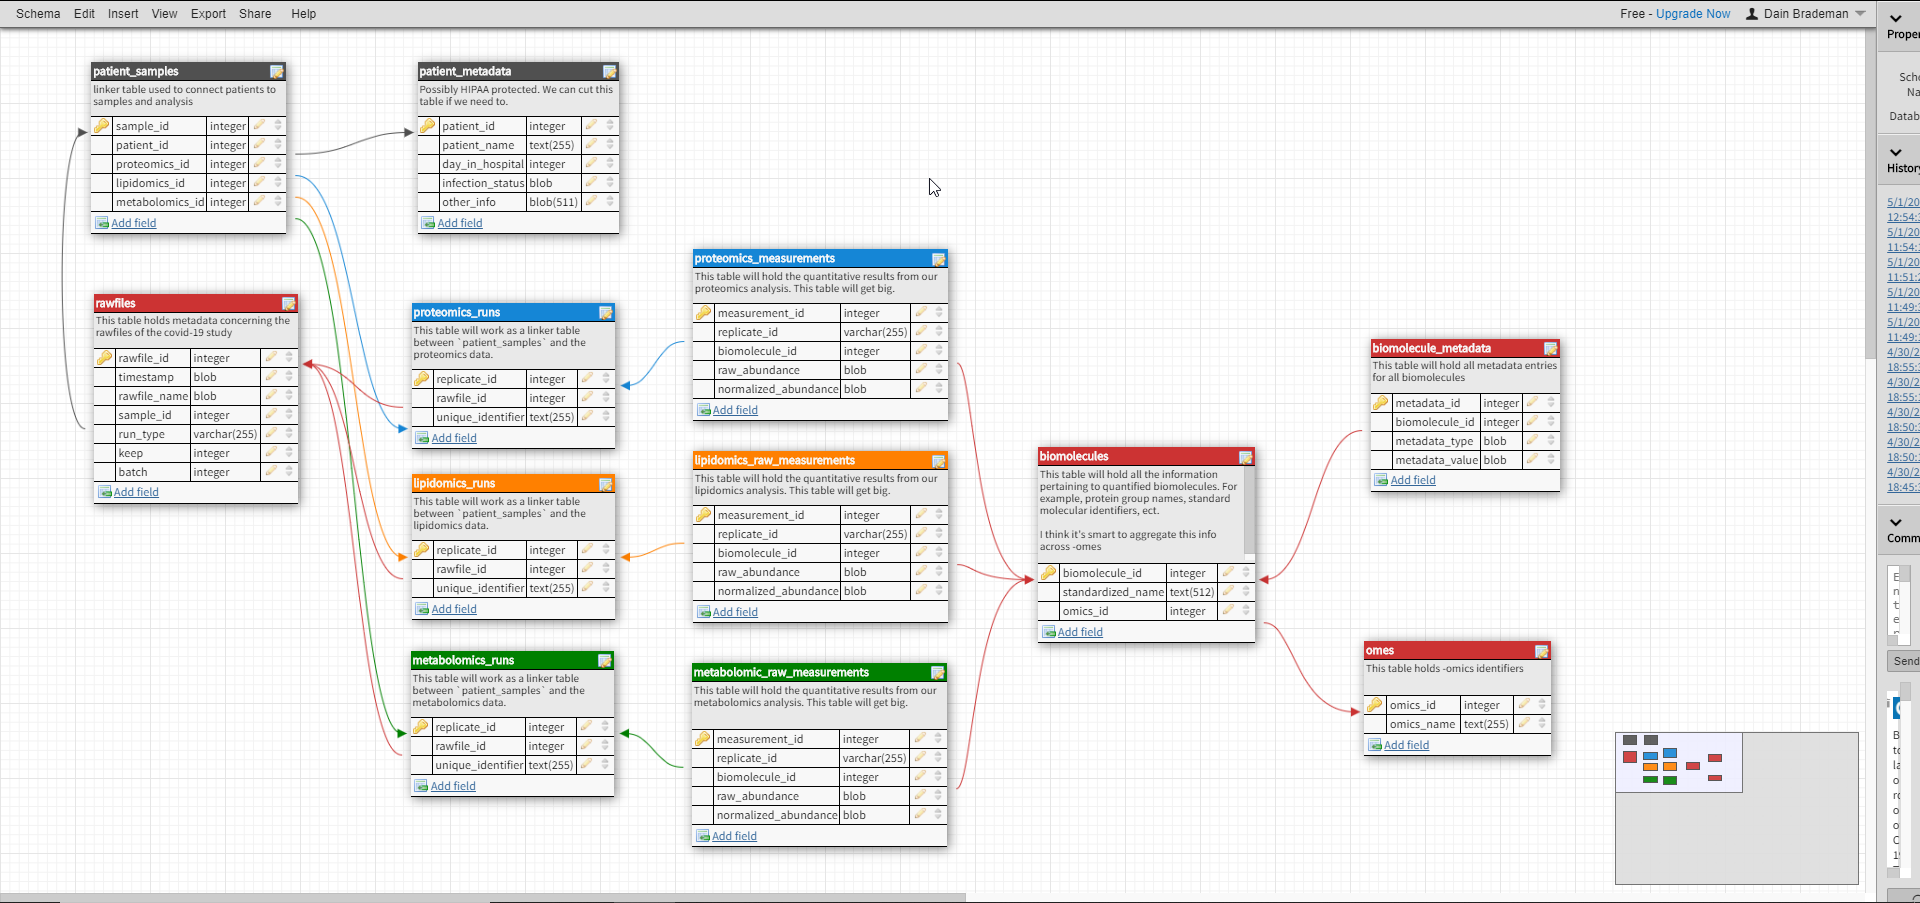 Schema Edit Insert View Export Share Help
Free - Upgrade Now Dain Brademan
patient_samples
linker table used to connect patients to
samples and analysis
sample_id integer
patient_id integer
proteomics_id integer
lipidomics_id integer
metabolomics_id integer
Add field
patient_metadata
Possibly HIPAA protected. We can cut this
table if we need to.
patient_id integer
patient_name text(255)
day_in_hospital integer
infection_status blob
other_info blob(511)
Add field
rawfiles
This table holds metadata concerning the
rawfiles of the covid-19 study
rawfile_id integer
timestamp blob
rawfile_name blob
sample_id integer
run_type varchar(255)
keep integer
batch integer
Add field
proteomics_runs
This table will work as a linker table
between `patient_samples` and the
proteomics data.
replicate_id integer
rawfile_id integer
unique_identifier text(255)
Add field
lipidomics_runs
This table will work as a linker table
between `patient_samples` and the
lipidomics data.
replicate_id integer
rawfile_id integer
unique_identifier text(255)
Add field
metabolomics_runs
This table will work as a linker table
between `patient_samples` and the
metabolomics data.
replicate_id integer
rawfile_id integer
unique_identifier text(255)
Add field
proteomics_measurements
This table will hold the quantitative results from our
proteomics analysis. This table will get big.
measurement_id integer
replicate_id varchar(255)
biomolecule_id integer
raw_abundance blob
normalized_abundance blob
Add field
lipidomics_raw_measurements
This table will hold the quantitative results from our
lipidomics analysis. This table will get big.
measurement_id integer
replicate_id varchar(255)
biomolecule_id integer
raw_abundance blob
normalized_abundance blob
Add field
metabolomic_raw_measurements
This table will hold the quantitative results from our
metabolomics analysis. This table will get big.
measurement_id integer
replicate_id varchar(255)
biomolecule_id integer
raw_abundance blob
normalized_abundance blob
Add field
biomolecules
This table will hold all the information
pertaining to quantified biomolecules. For
example, protein group names, standard
molecular identifiers, ect.
I think it's smart to aggregate this info
across -omes
biomolecule_id integer
standardized_name text(512)
omics_id integer
Add field
biomolecule_metadata
This table will hold all metadata entries
for all biomolecules
metadata_id integer
biomolecule_id integer
metadata_type blob
metadata_value blob
Add field
omes
This table holds -omics identifiers
omics_id integer
omics_name text(255)
Add field
Proper
Sche
Na
Datab
History
5/1/20
12:54:
5/1/20
11:54:
5/1/20
11:51:2
5/1/20
11:49:3
5/1/20
11:49:
4/30/2
18:55:
4/30/2
18:55:
4/30/2
18:50:
4/30/2
18:50:
4/30/2
18:45:
Comm
Send